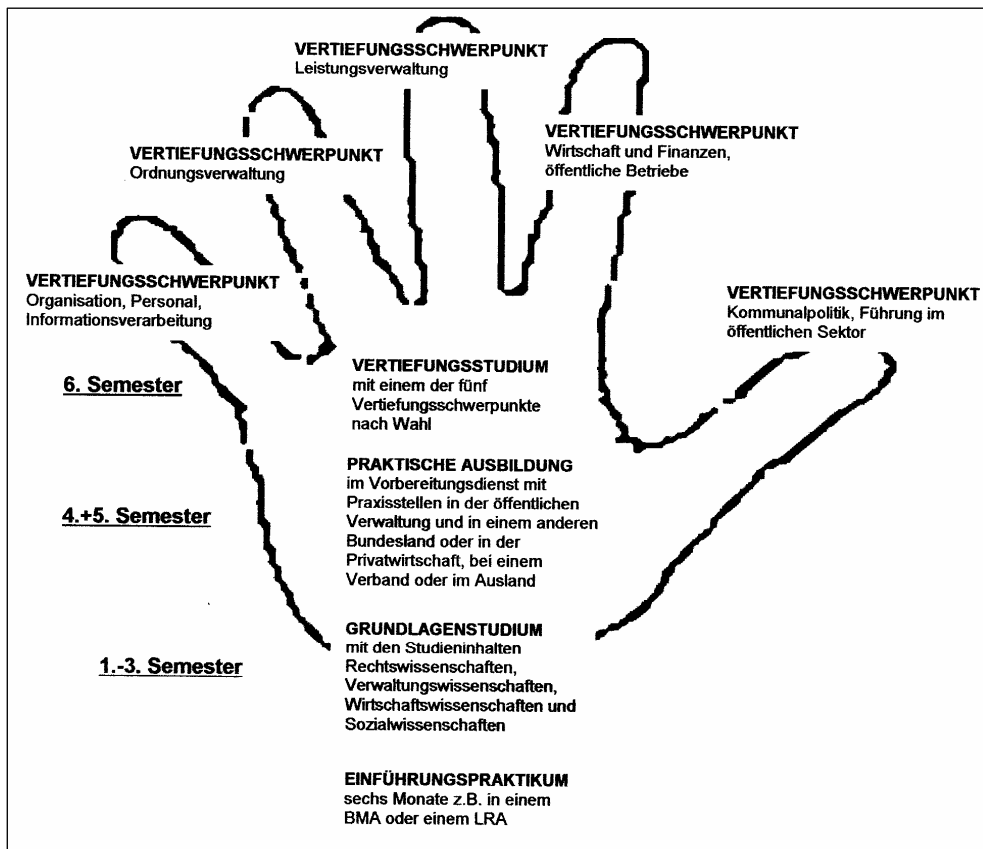 VERTIEFUNGSSCHWERPUNKT
Leistungsverwaltung
VERTIEFUNGSSCHWERPUNKT
Wirtschaft und Finanzen,
öffentliche Betriebe
VERTIEFUNGSSCHWERPUNKT
Ordnungsverwaltung
VERTIEFUNGSSCHWERPUNKT
Organisation, Personal,
Informationsverarbeitung
VERTIEFUNGSSCHWERPUNKT
Kommunalpolitik, Führung im
öffentlichen Sektor
6. Semester
VERTIEFUNGSSTUDIUM
mit einem der fünf
Vertiefungsschwerpunkte
nach Wahl
4.+5. Semester
PRAKTISCHE AUSBILDUNG
im Vorbereitungsdienst mit
Praxisstellen in der öffentlichen
Verwaltung und in einem anderen
Bundesland oder in der
Privatwirtschaft, bei einem
Verband oder im Ausland
1.-3. Semester
GRUNDLAGENSTUDIUM
mit den Studieninhalten
Rechtswissenschaften,
Verwaltungswissenschaften,
Wirtschaftswissenschaften und
Sozialwissenschaften
EINFÜHRUNGSPRAKTIKUM
sechs Monate z.B. in einem
BMA oder einem LRA